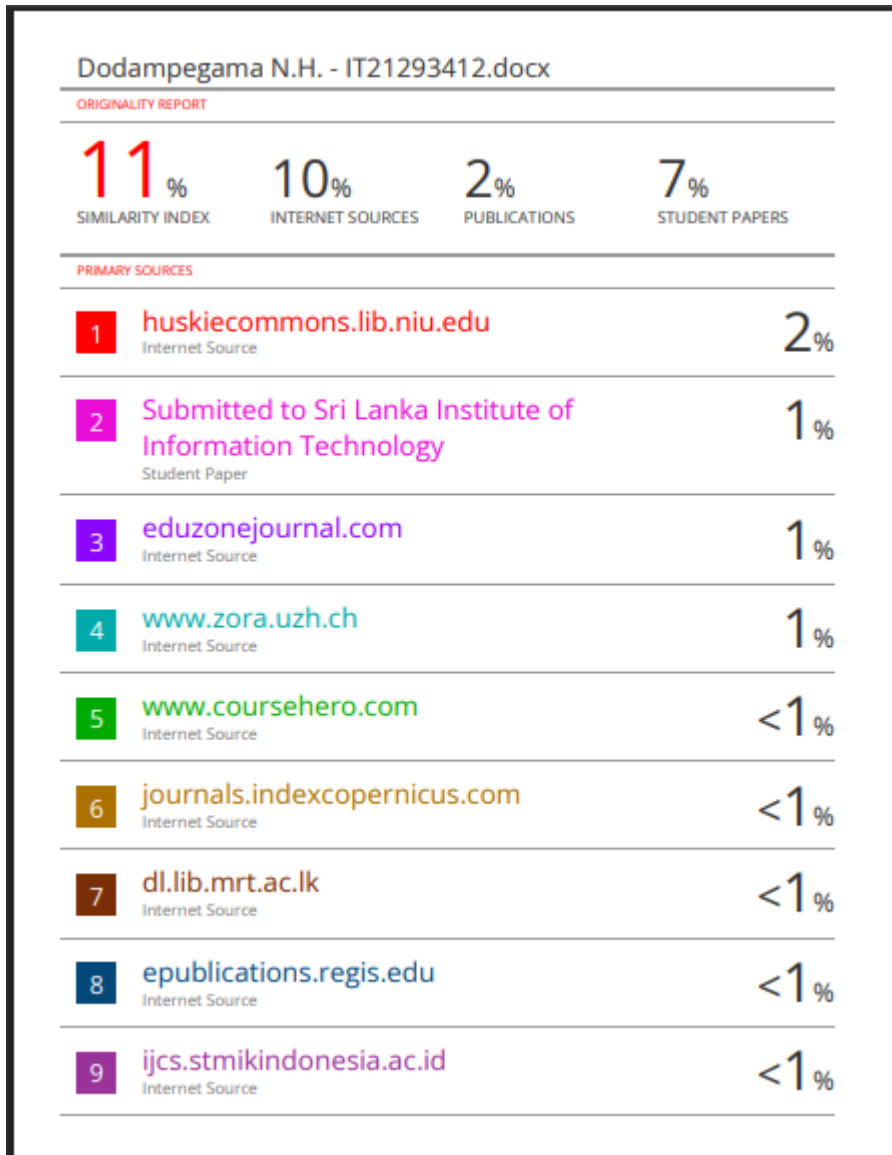 Dodampegama N.H. - IT21293412.docx
ORIGINALITY REPORT
11% 10% 2% 7%
SIMILARITY INDEX INTERNET SOURCES PUBLICATIONS STUDENT PAPERS
PRIMARY SOURCES
1 huskiecommons.lib.niu.edu 2%
Internet Source
2 Submitted to Sri Lanka Institute of 1%
Information Technology
Student Paper
3 eduzonejournal.com 1%
Internet Source
4 www.zora.uzh.ch 1%
Internet Source
5 www.coursehero.com <1%
Internet Source
6 journals.indexcopernicus.com <1%
Internet Source
7 dl.lib.mrt.ac.lk <1%
Internet Source
8 epublications.regis.edu <1%
Internet Source
9 ijcs.stmikindonesia.ac.id <1%
Internet Source